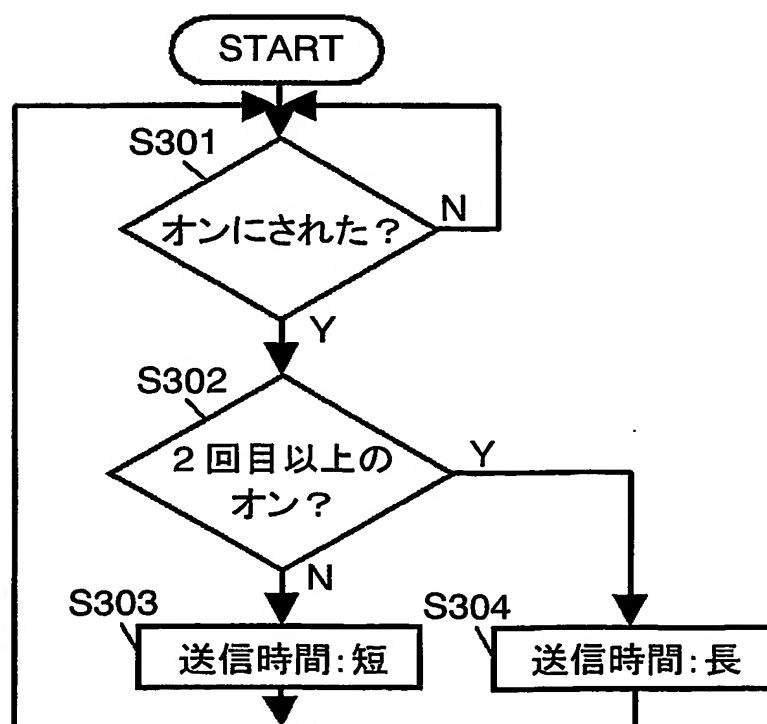 START
S301
オンにされた？
N
Y
S302
２回目以上の
オン？
Y
N
S303
送信時間：短
S304
送信時間：長